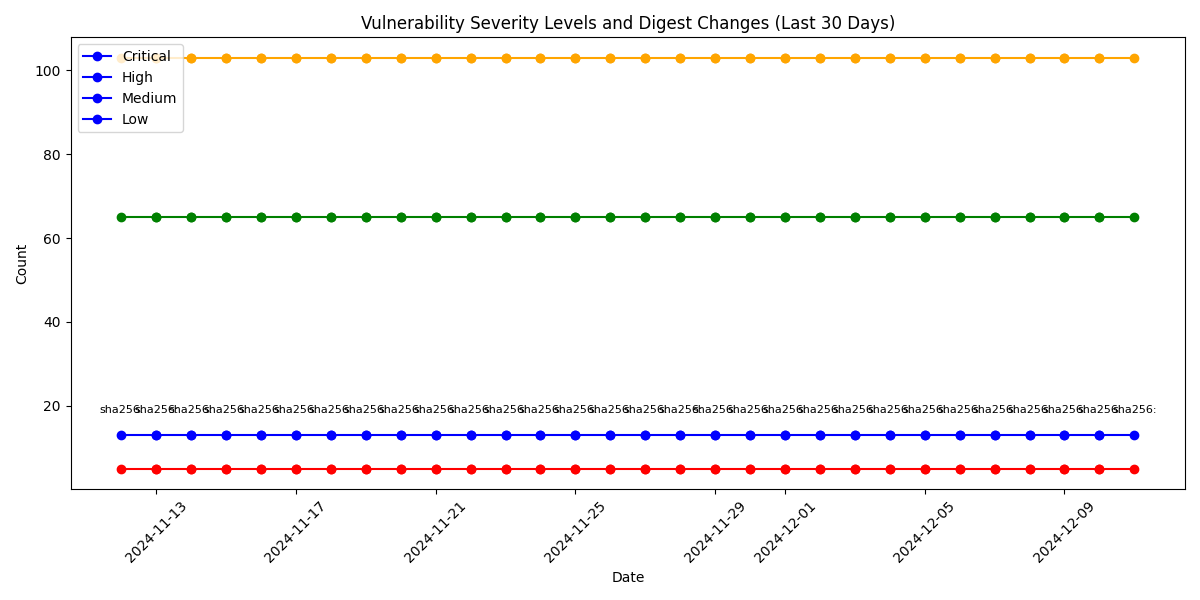 Vulnerability Severity Levels and Digest Changes (Last 30 Days)
Critical
High
Medium
Low
100
80
60
40
20
Count
sha256: sha256: sha256: sha256: sha256: sha256: sha256: sha256: sha256: sha256: sha256: sha256: sha256: sha256: sha256: sha256: sha256: sha256: sha256: sha256: sha256: sha256: sha256: sha256: sha256: sha256: sha256: sha256: sha256: sha256:
2024-11-13 2024-11-17 2024-11-21 2024-11-25 2024-11-29 2024-12-01 2024-12-05 2024-12-09
Date